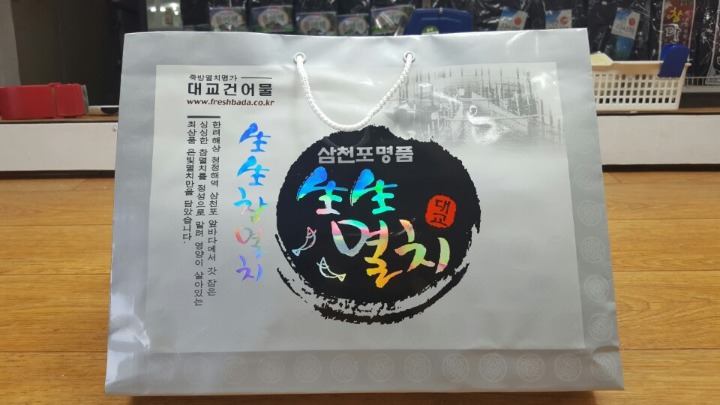 죽방멸치명가
대교건어물
www.freshbada.co.kr
한려해상 청정해역 삼천포 앞바다에서 갓 잡은
싱싱한 참멸치를 정성으로 말려 영양이 살아있는
최상품 은빛멸치만을 담았습니다.
生生참멸치
삼천포명품
生生
멸치
대교